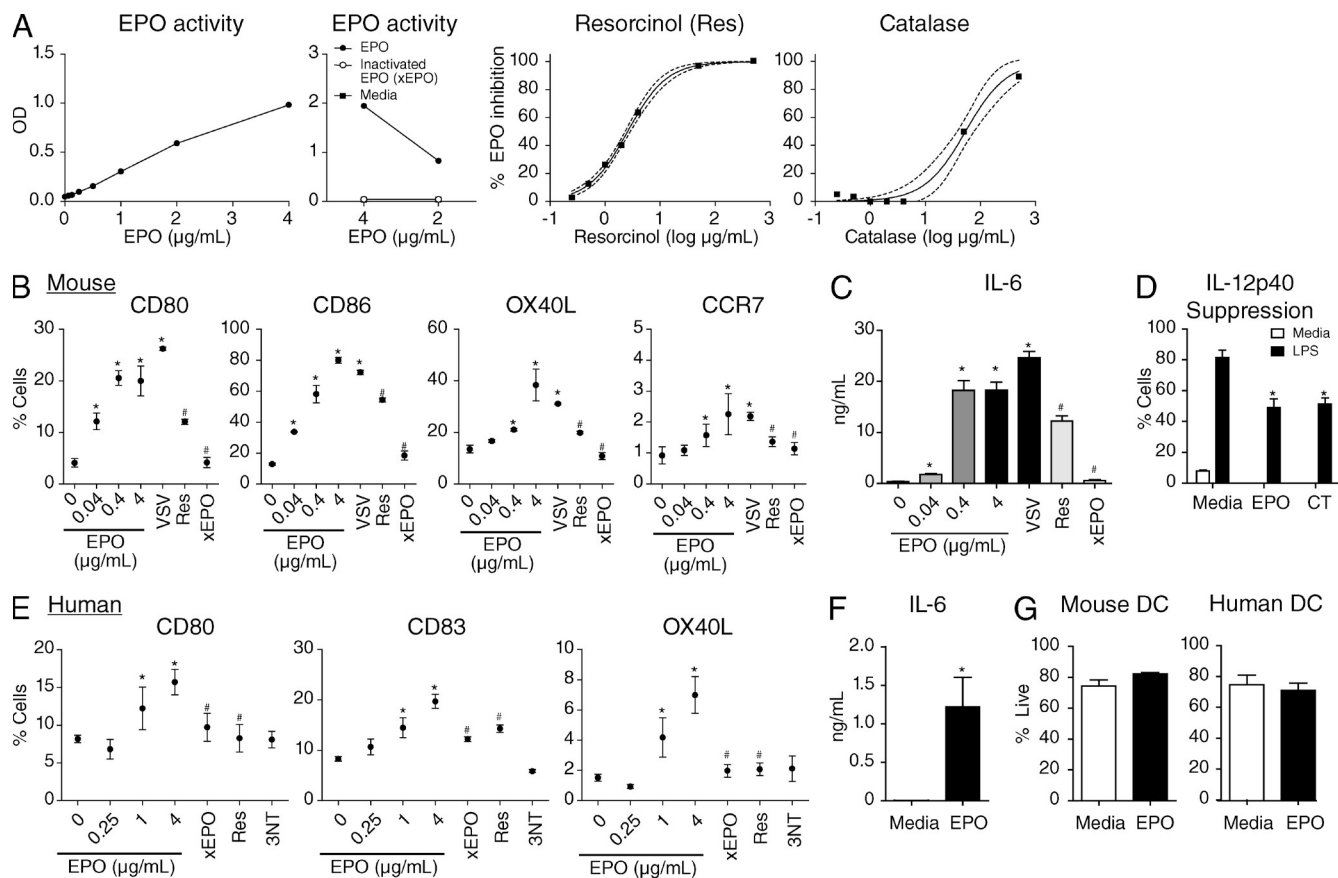 A
EPO activity
1.5
1.0
0.5
0.0
OD
0 1 2 3 4
EPO (µg/mL)
EPO activity
EPO
Inactivated
EPO (xEPO)
Media
3
2
1
0
4 2
EPO (µg/mL)
Resorcinol (Res)
% EPO inhibition
100
80
60
40
20
0
-1 0 1 2 3
Resorcinol (log µg/mL)
Catalase
100
80
60
40
20
0
-1 0 1 2 3
Catalase (log µg/mL)
B Mouse
CD80
% Cells
30
20
10
0
* * * * # #
0 0.04 0.4 4 VSV Res xEPO
EPO
(µg/mL)
CD86
100
80
60
40
20
0
* * * * # #
0 0.04 0.4 4 VSV Res xEPO
EPO
(µg/mL)
OX40L
60
40
20
0
* * * # #
0 0.04 0.4 4 VSV Res xEPO
EPO
(µg/mL)
CCR7
5
4
3
2
1
0
* * * # #
0 0.04 0.4 4 VSV Res xEPO
EPO
(µg/mL)
C
IL-6
ng/mL
30
20
10
0
* * * * # #
0 0.04 0.4 4 VSV Res xEPO
EPO (µg/mL)
D
IL-12p40
Suppression
Media
LPS
% Cells
100
80
60
40
20
0
* *
Media EPO CT
E Human
CD80
% Cells
20
15
10
5
0
* * # #
0 0.25 1 4 xEPO Res 3NT
EPO (µg/mL)
CD83
30
20
10
0
* * # #
0 0.25 1 4 xEPO Res 3NT
EPO (µg/mL)
OX40L
10
8
6
4
2
0
* * # #
0 0.25 1 4 xEPO Res 3NT
EPO (µg/mL)
F
IL-6
ng/mL
2.0
1.5
1.0
0.5
0
*
Media EPO
G
Mouse DC
% Live
100
80
60
40
80
0
Media EPO
Human DC
100
80
60
40
20
0
Media EPO